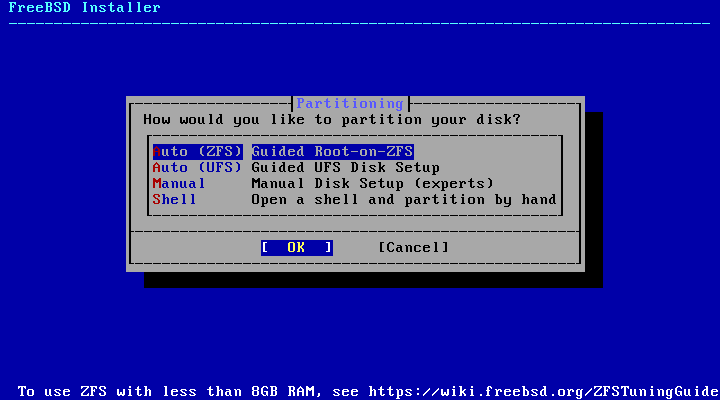 FreeBSD Installer
Partitioning
How would you like to partition your disk?
Auto (ZFS) Guided Root-on-ZFS
Auto (UFS) Guided UFS Disk Setup
Manual Manual Disk Setup (experts)
Shell Open a shell and partition by hand
[ OK ] [Cancel]
To use ZFS with less than 8GB RAM, see https://wiki.freebsd.org/ZFSTuningGuide